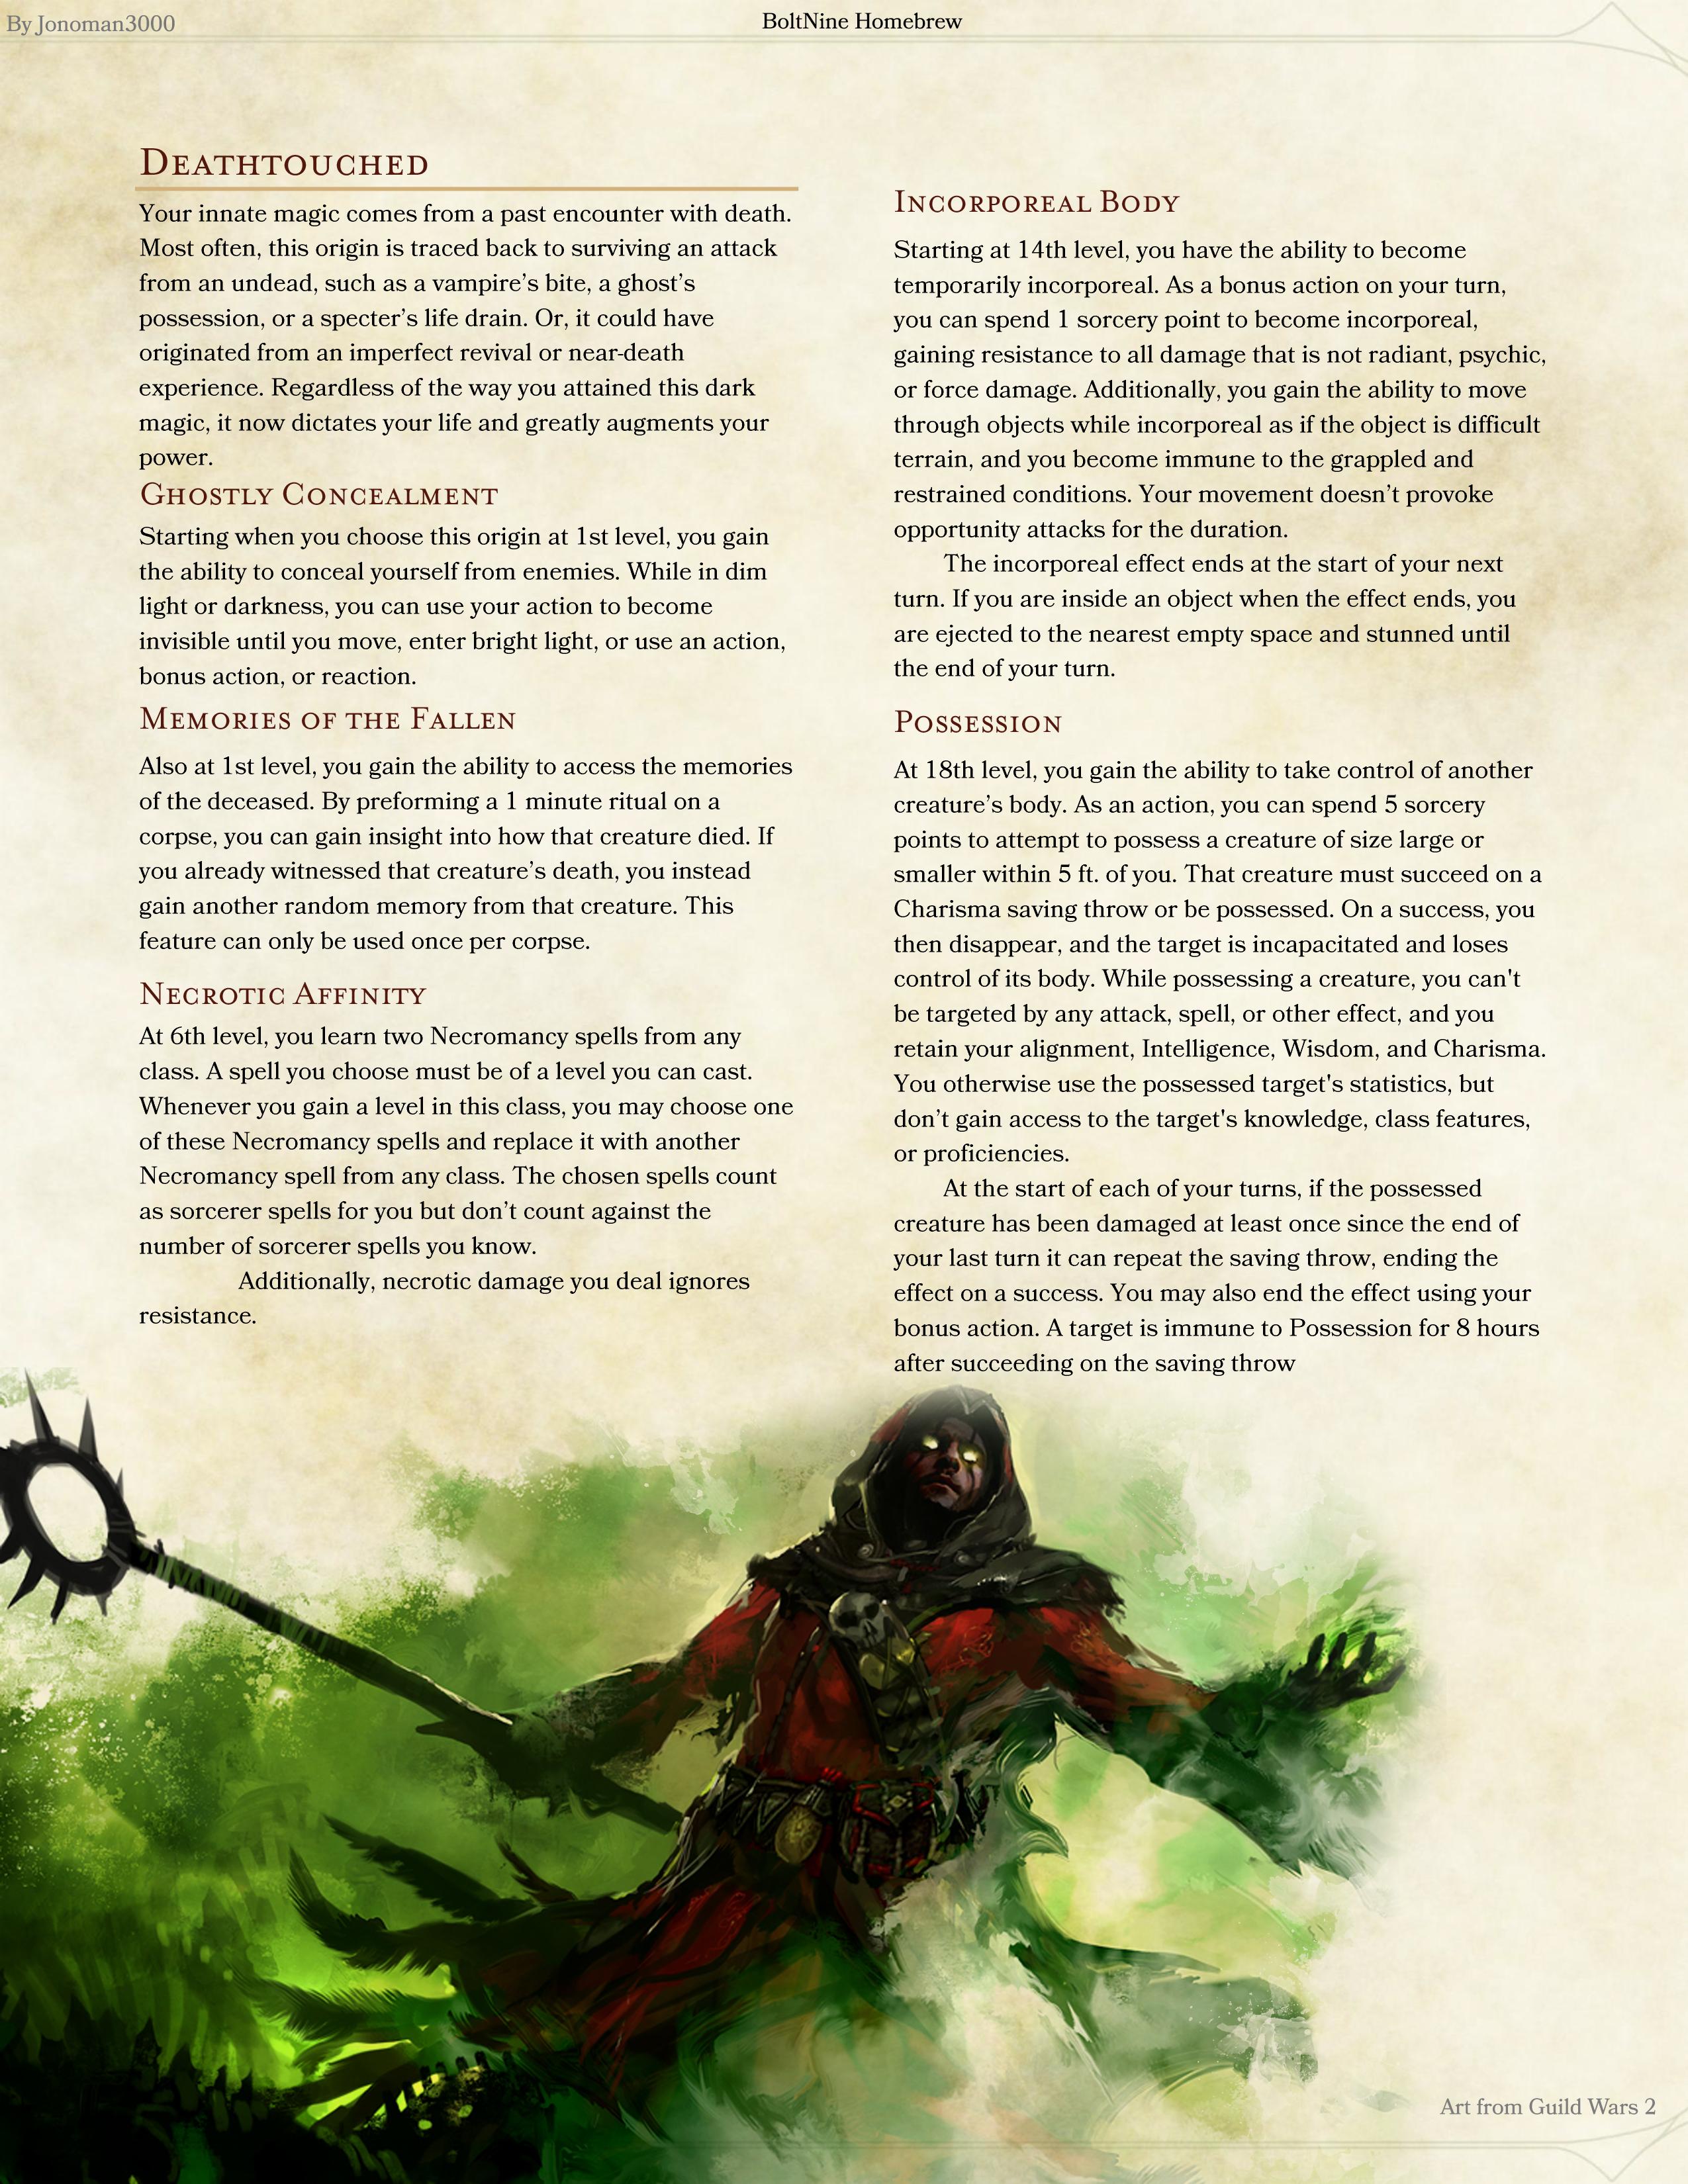 By Jonoman3000
BoltNine Homebrew
Deathtouched
Your innate magic comes from a past encounter with death.
Most often, this origin is traced back to surviving an attack
from an undead, such as a vampire’s bite, a ghost’s
possession, or a specter’s life drain. Or, it could have
originated from an imperfect revival or near-death
experience. Regardless of the way you attained this dark
magic, it now dictates your life and greatly augments your
power.
Ghostly Concealment
Starting when you choose this origin at 1st level, you gain
the ability to conceal yourself from enemies. While in dim
light or darkness, you can use your action to become
invisible until you move, enter bright light, or use an action,
bonus action, or reaction.
Memories of the Fallen
Also at 1st level, you gain the ability to access the memories
of the deceased. By preforming a 1 minute ritual on a
corpse, you can gain insight into how that creature died. If
you already witnessed that creature’s death, you instead
gain another random memory from that creature. This
feature can only be used once per corpse.
Necrotic Affinity
At 6th level, you learn two Necromancy spells from any
class. A spell you choose must be of a level you can cast.
Whenever you gain a level in this class, you may choose one
of these Necromancy spells and replace it with another
Necromancy spell from any class. The chosen spells count
as sorcerer spells for you but don’t count against the
number of sorcerer spells you know.
Additionally, necrotic damage you deal ignores
resistance.
Incorporeal Body
Starting at 14th level, you have the ability to become
temporarily incorporeal. As a bonus action on your turn,
you can spend 1 sorcery point to become incorporeal,
gaining resistance to all damage that is not radiant, psychic,
or force damage. Additionally, you gain the ability to move
through objects while incorporeal as if the object is difficult
terrain, and you become immune to the grappled and
restrained conditions. Your movement doesn’t provoke
opportunity attacks for the duration.
The incorporeal effect ends at the start of your next
turn. If you are inside an object when the effect ends, you
are ejected to the nearest empty space and stunned until
the end of your turn.
Possession
At 18th level, you gain the ability to take control of another
creature’s body. As an action, you can spend 5 sorcery
points to attempt to possess a creature of size large or
smaller within 5 ft. of you. That creature must succeed on a
Charisma saving throw or be possessed. On a success, you
then disappear, and the target is incapacitated and loses
control of its body. While possessing a creature, you can't
be targeted by any attack, spell, or other effect, and you
retain your alignment, Intelligence, Wisdom, and Charisma.
You otherwise use the possessed target's statistics, but
don’t gain access to the target's knowledge, class features,
or proficiencies.
At the start of each of your turns, if the possessed
creature has been damaged at least once since the end of
your last turn it can repeat the saving throw, ending the
effect on a success. You may also end the effect using your
bonus action. A target is immune to Possession for 8 hours
after succeeding on the saving throw
Art from Guild Wars 2